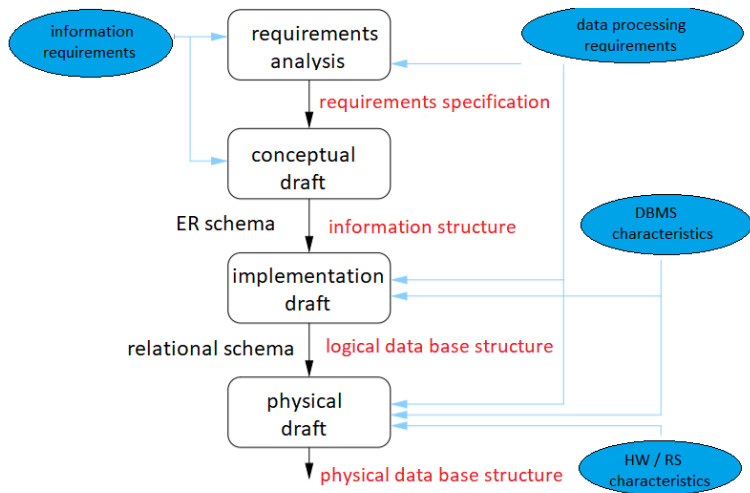 information
requirements
requirements
analysis
data processing
requirements
requirements specification
conceptual
draft
ER schema
information structure
DBMS
characteristics
implementation
draft
relational schema
logical data base structure
physical
draft
HW / RS
characteristics
physical data base structure